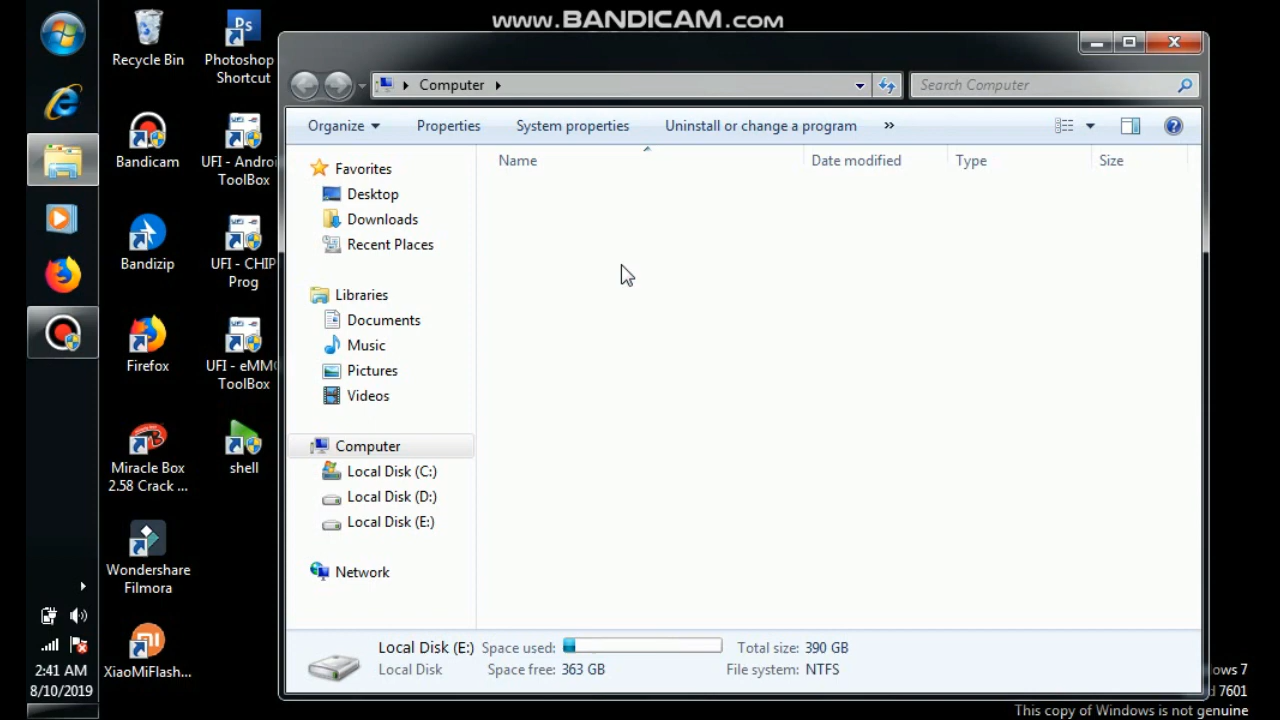 www.BANDICAM.com
Recycle Bin
Photoshop
Shortcut
Bandicam
UFI - Androi
ToolBox
Bandizip
UFI - CHIP
Prog
Firefox
UFI - eMMC
ToolBox
Miracle Box
2.58 Crack ...
shell
Wondershare
Filmora
XiaoMiFlash...
2:41 AM
8/10/2019
Computer
Search Computer
Organize
Properties
System properties
Uninstall or change a program
»
Name
Date modified
Type
Size
Favorites
Desktop
Downloads
Recent Places
Libraries
Documents
Music
Pictures
Videos
Computer
Local Disk (C:)
Local Disk (D:)
Local Disk (E:)
Network
Local Disk (E:) Space used: Total size: 390 GB
Local Disk Space free: 363 GB File system: NTFS
ows 7
d 7601
This copy of Windows is not genuine